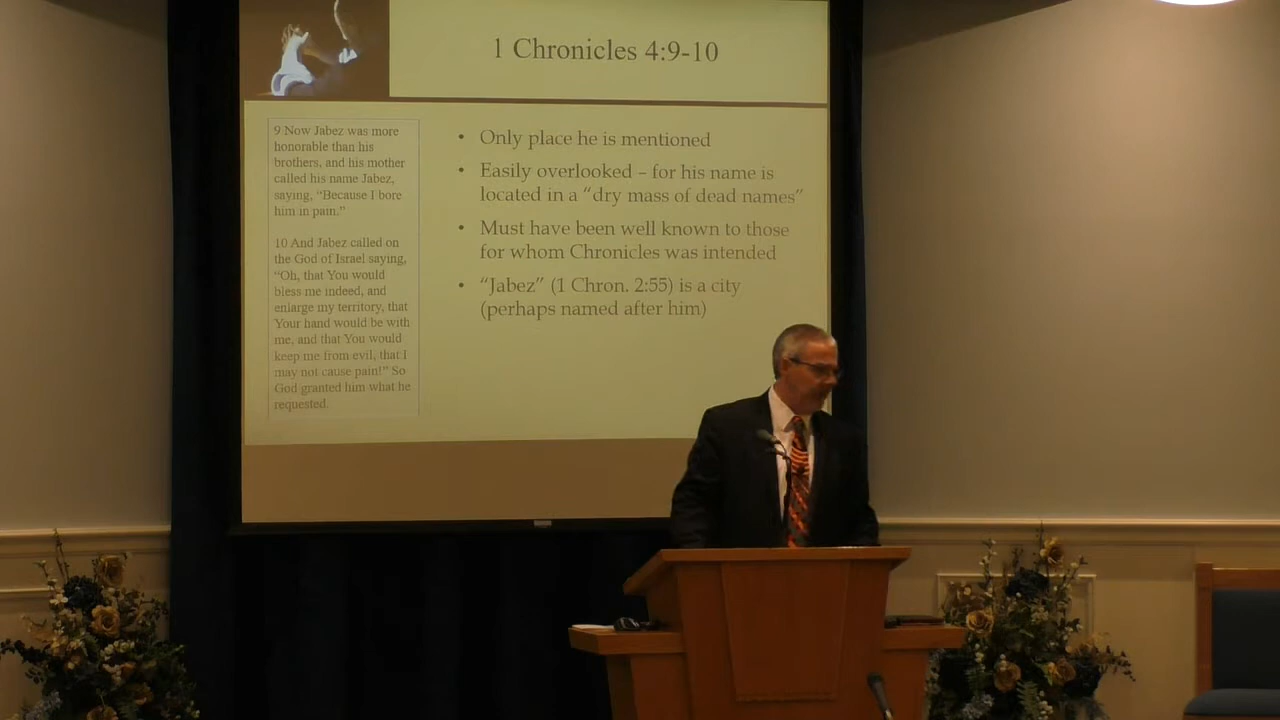 1 Chronicles 4:9-10
9 Now Jabez was more
honorable than his
brothers, and his mother
called his name Jabez,
saying, “Because I bore
him in pain.”
10 And Jabez called on
the God of Israel saying,
“Oh, that You would
bless me indeed, and
enlarge my territory, that
Your hand would be with
me, and that You would
keep me from evil, that I
may not cause pain!” So
God granted him what he
requested.
• Only place he is mentioned
• Easily overlooked – for his name is
located in a “dry mass of dead names”
• Must have been well known to those
for whom Chronicles was intended
• “Jabez” (1 Chron. 2:55) is a city
(perhaps named after him)